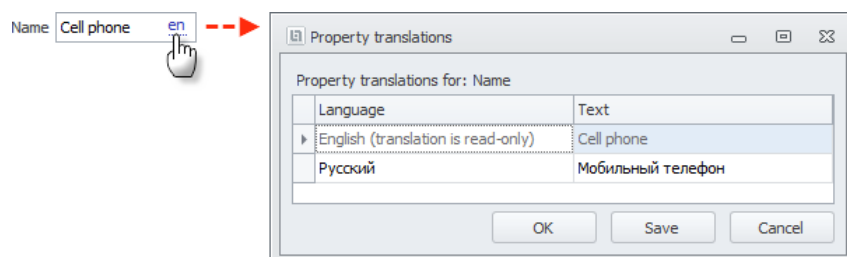 Name Cell phone en
Property translations
Property translations for: Name
Language Text
English (translation is read-only) Cell phone
Русский Мобильный телефон
OK Save Cancel